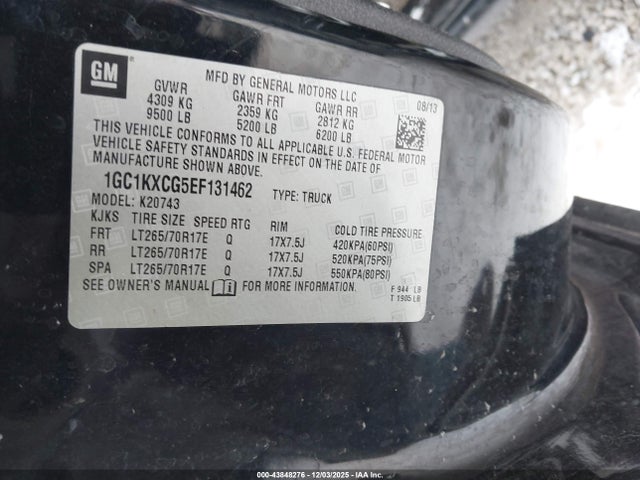 GM
MFD BY GENERAL MOTORS LLC
08/13
GVWR GAWR FRT GAWR RR
4309 KG 2359 KG 2812 KG
9500 LB 5200 LB 6200 LB
THIS VEHICLE CONFORMS TO ALL APPLICABLE U.S. FEDERAL MOTOR
VEHICLE SAFETY STANDARDS IN EFFECT ON THE DATE OF
MANUFACTURE SHOWN ABOVE.
1GC1KXCG5EF131462 TYPE: TRUCK
MODEL: K20743
KJKS TIRE SIZE SPEED RTG RIM COLD TIRE PRESSURE
FRT LT265/70R17E Q 17X7.5J 420KPA(60PSI)
RR LT265/70R17E Q 17X7.5J 520KPA(75PSI)
SPA LT265/70R17E Q 17X7.5J 550KPA(80PSI)
SEE OWNER'S MANUAL FOR MORE INFORMATION.
F 944 LB
T 1905 LB
000-43848276 - 12/03/2025 - IAA Inc.